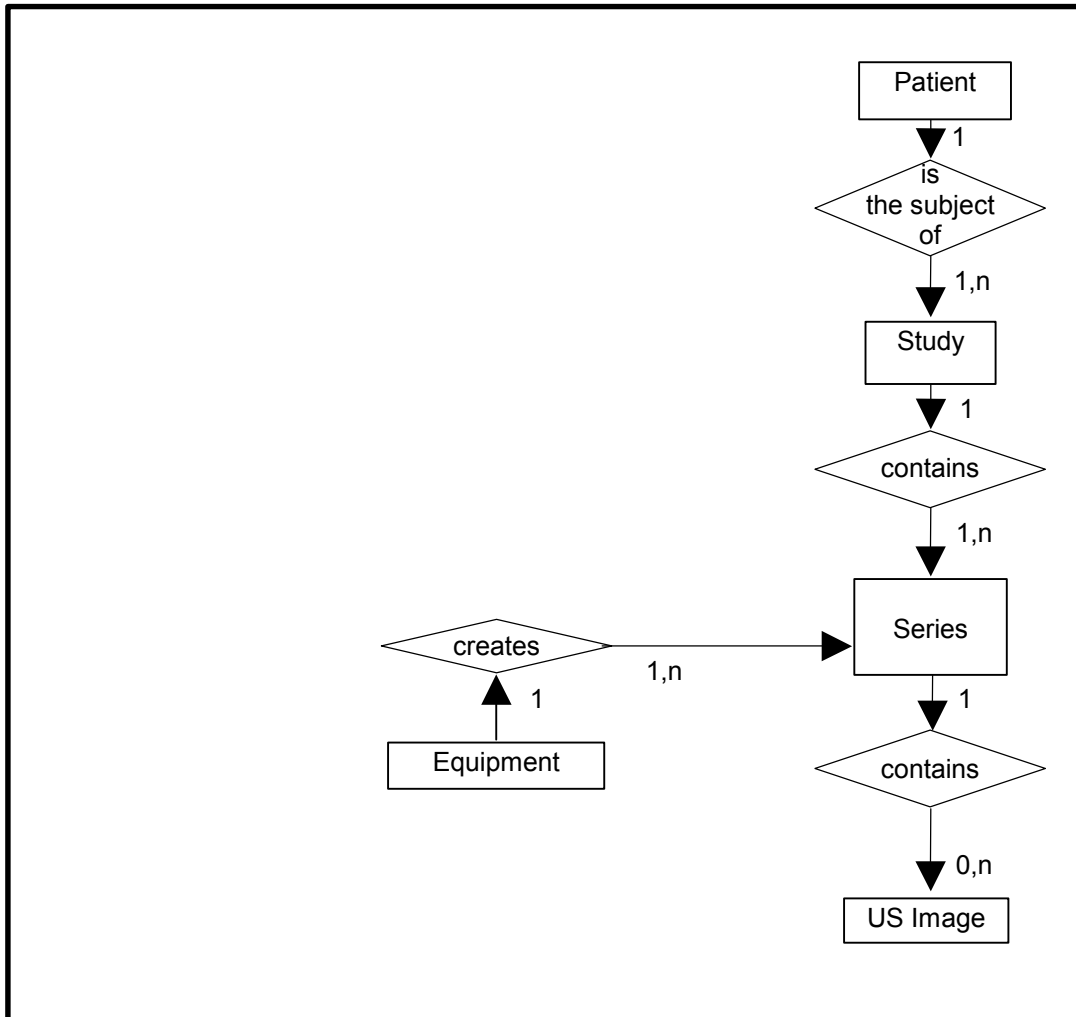 Patient
1
is
the subject
of
1,n
Study
1
contains
1,n
Series
creates
1,n
1
1
Equipment
contains
0,n
US Image